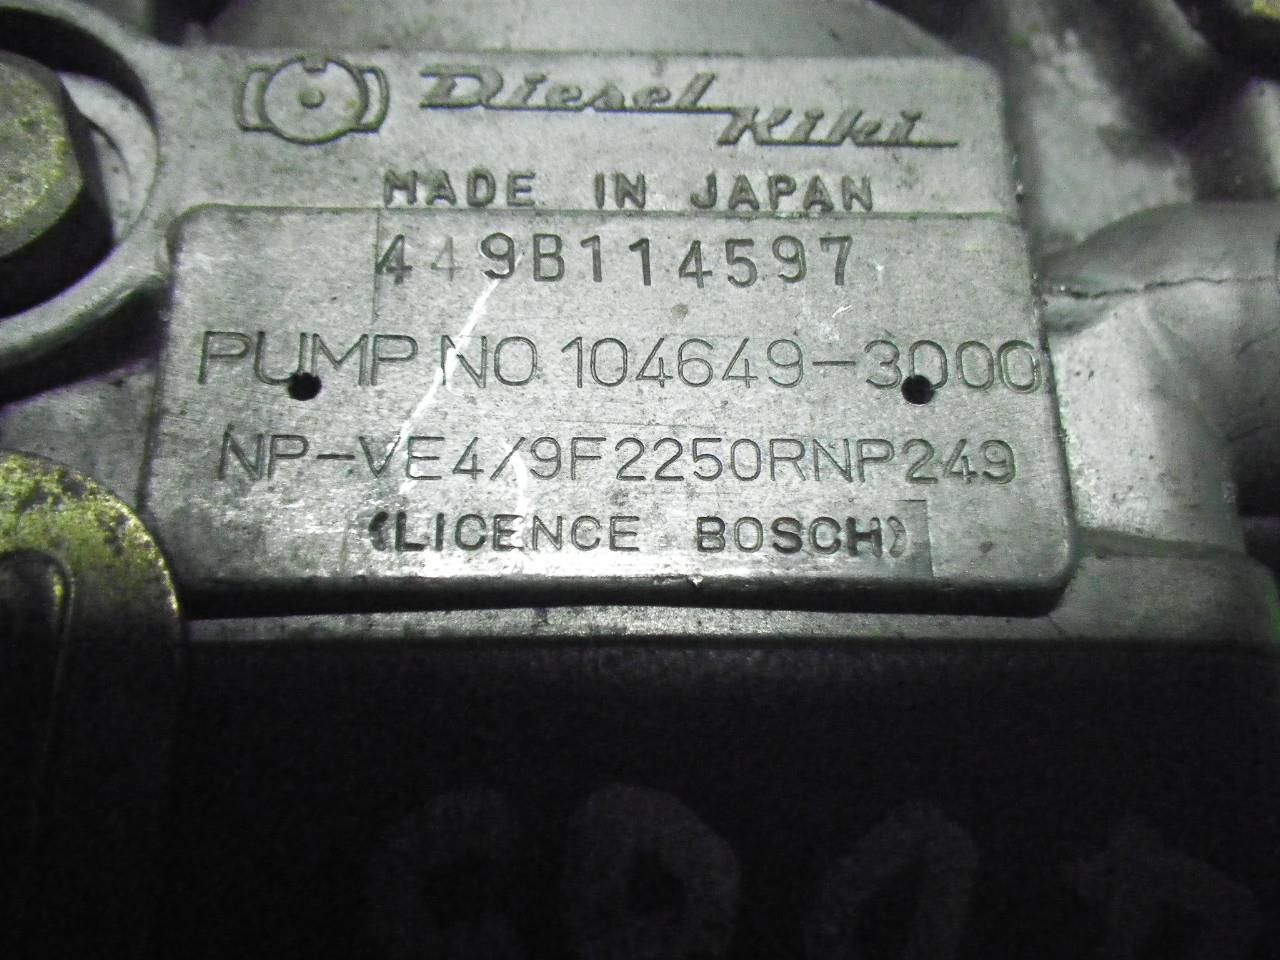 Diesel
Kiki
MADE IN JAPAN
449B114597
PUMP NO 104649-3000
NP-VE4/9F2250RNP249
(LICENCE BOSCH)